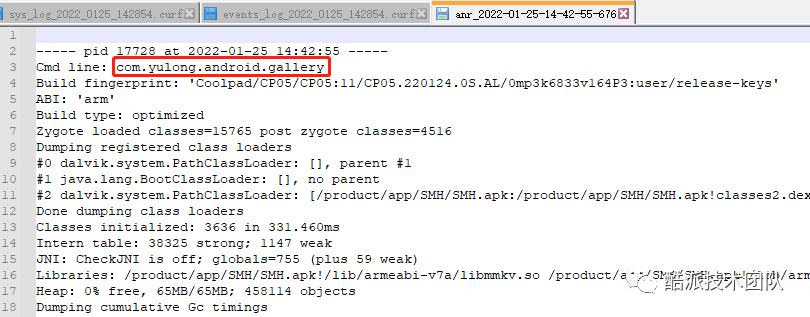 sys_log_2022_0125_142854.curf
events_log_2022_0125_142854.curf
anr_2022-01-25-14-42-55-676
1
2 ----- pid 17728 at 2022-01-25 14:42:55 -----
3 Cmd line: com.yulong.android.gallery
4 Build fingerprint: 'Coolpad/CP05/CP05:11/CP05.220124.0S.AL/0mp3k6833v164P3:user/release-keys'
5 ABI: 'arm'
6 Build type: optimized
7 Zygote loaded classes=15765 post zygote classes=4516
8 Dumping registered class loaders
9 #0 dalvik.system.PathClassLoader: [], parent #1
10 #1 java.lang.BootClassLoader: [], no parent
11 #2 dalvik.system.PathClassLoader: [/product/app/SMH/SMH.apk:/product/app/SMH/SMH.apk!classes2.dex
12 Done dumping class loaders
13 Classes initialized: 3636 in 331.460ms
14 Intern table: 38325 strong; 1147 weak
15 JNI: CheckJNI is off; globals=755 (plus 59 weak)
16 Libraries: /product/app/SMH/SMH.apk!/lib/armeabi-v7a/libmmkv.so /product/app/SMH/SMH.apk!/lib/arm
17 Heap: 0% free, 65MB/65MB; 458114 objects
18 Dumping cumulative Gc timings
酷派技术团队